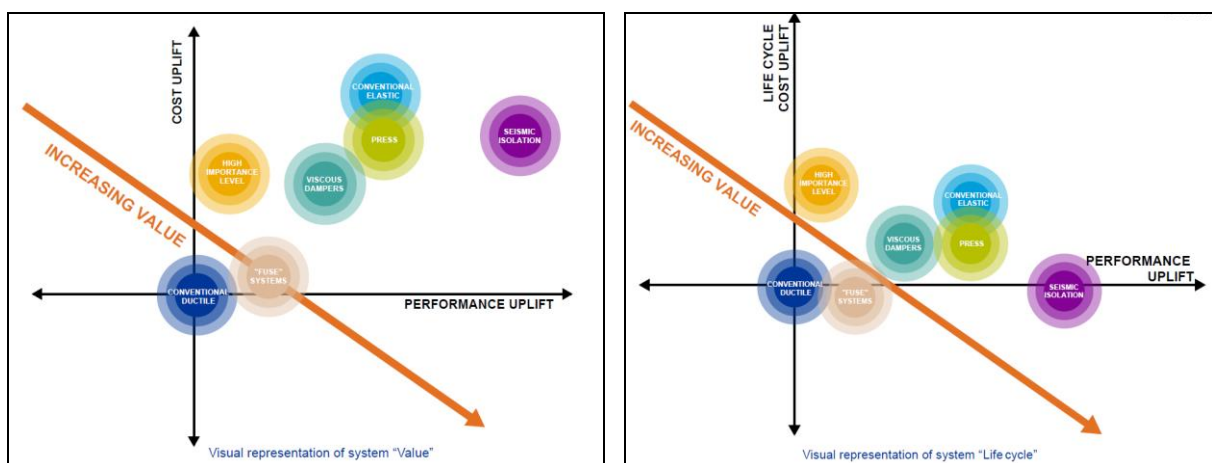 COST UPLIFT
INCREASING VALUE
CONVENTIONAL
ELASTIC
PRESS
SEISMIC
ISOLATION
HIGH
IMPORTANCE
LEVEL
VISCOUS
DAMPERS
"FUSE"
SYSTEMS
CONVENTIONAL
DUCTILE
PERFORMANCE UPLIFT
Visual representation of system "Value"
LIFE CYCLE
COST UPLIFT
INCREASING VALUE
HIGH
IMPORTANCE
LEVEL
CONVENTIONAL
ELASTIC
VISCOUS
DAMPERS
PRESS
PERFORMANCE
UPLIFT
CONVENTIONAL
DUCTILE
"FUSE"
SYSTEMS
SEISMIC
ISOLATION
Visual representation of system "Life cycle"